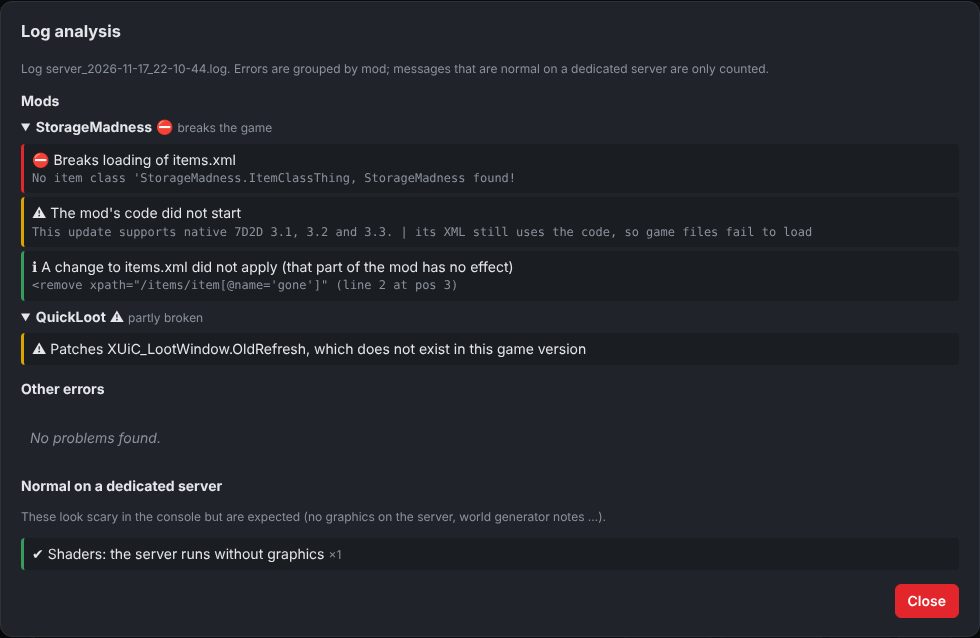 Log analysis
Log server_2026-11-17_22-10-44.log. Errors are grouped by mod; messages that are normal on a dedicated server are only counted.
Mods
▼ StorageMadness ⛔ breaks the game
⛔ Breaks loading of items.xml
No item class 'StorageMadness.ItemClassThing, StorageMadness found!
⚠ The mod's code did not start
This update supports native 7D2D 3.1, 3.2 and 3.3. | its XML still uses the code, so game files fail to load
ℹ A change to items.xml did not apply (that part of the mod has no effect)
<remove xpath="/items/item[@name='gone']" (line 2 at pos 3)
▼ QuickLoot ⚠ partly broken
⚠ Patches XUiC_LootWindow.OldRefresh, which does not exist in this game version
Other errors
No problems found.
Normal on a dedicated server
These look scary in the console but are expected (no graphics on the server, world generator notes …).
✔ Shaders: the server runs without graphics ×1
Close